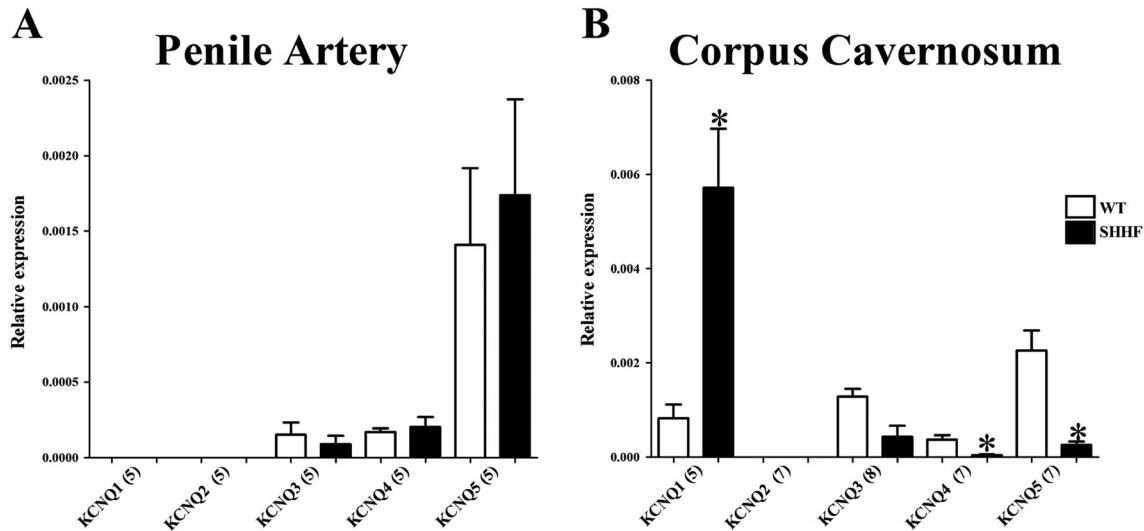 A
Penile Artery
Relative expression
0.0025
0.0020
0.0015
0.0010
0.0005
0.0000
KCNQ1 (5)
KCNQ2 (5)
KCNQ3 (5)
KCNQ4 (5)
KCNQ5 (5)
B
Corpus Cavernosum
Relative expression
0.008
0.006
0.004
0.002
0.000
*
*
*
KCNQ1 (5)
KCNQ2 (7)
KCNQ3 (8)
KCNQ4 (7)
KCNQ5 (7)
WT
SHHF